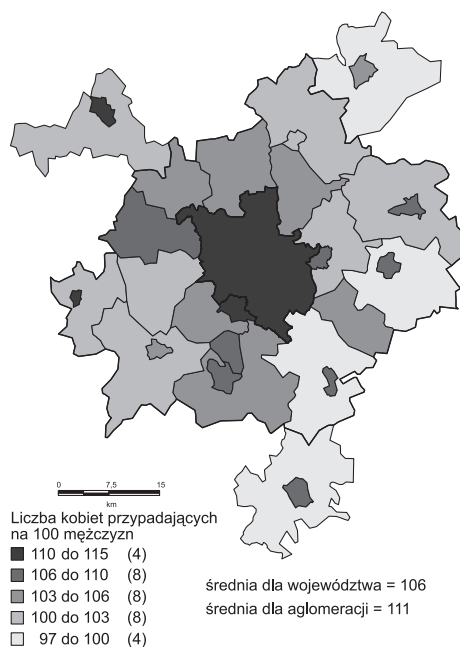 0 7,5 15
km
Liczba kobiet przypadających
na 100 mężczyzn
110 do 115 (4)
106 do 110 (8)
103 do 106 (8)
100 do 103 (8)
97 do 100 (4)
średnia dla województwa = 106
średnia dla aglomeracji = 111